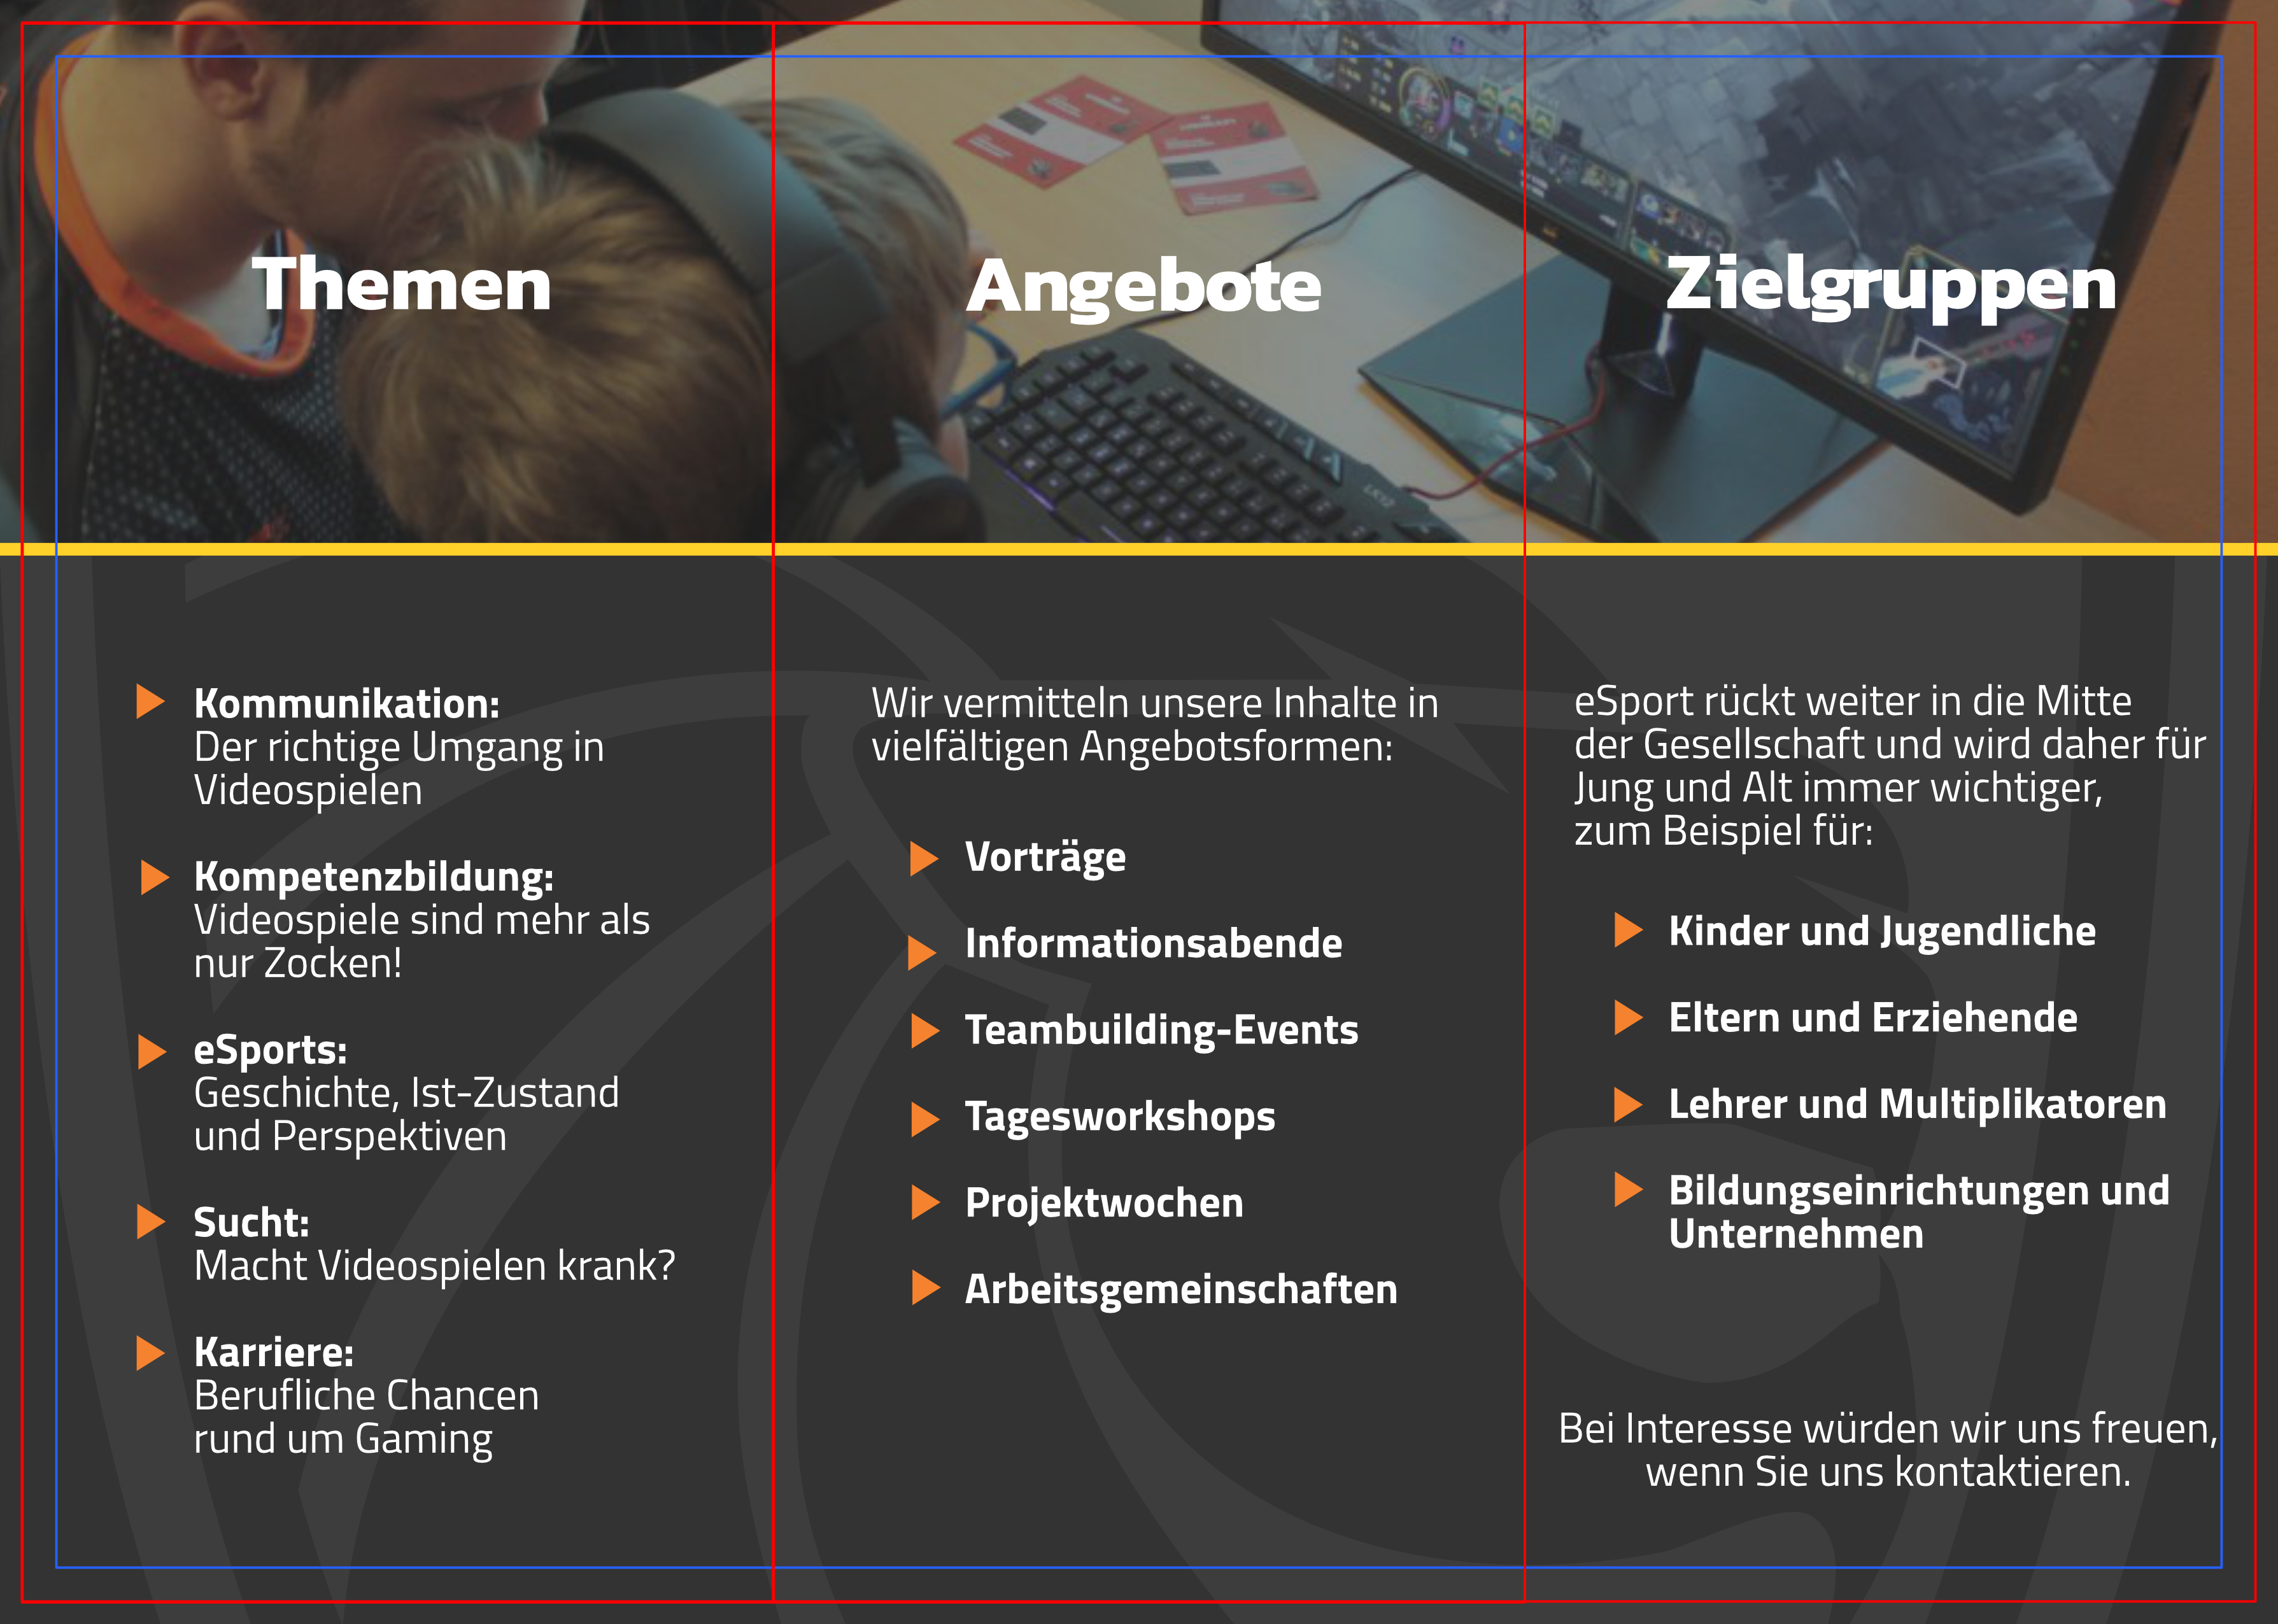 Themen
Kommunikation:
Der richtige Umgang in
Videospielen
Kompetenzbildung:
Videospiele sind mehr als
nur Zocken!
eSports:
Geschichte, Ist-Zustand
und Perspektiven
Sucht:
Macht Videospielen krank?
Karriere:
Berufliche Chancen
rund um Gaming
Angebote
Wir vermitteln unsere Inhalte in
vielfältigen Angebotsformen:
Vorträge
Informationsabende
Teambuilding-Events
Tagesworkshops
Projektwochen
Arbeitsgemeinschaften
Zielgruppen
eSport rückt weiter in die Mitte
der Gesellschaft und wird daher für
Jung und Alt immer wichtiger,
zum Beispiel für:
Kinder und Jugendliche
Eltern und Erziehende
Lehrer und Multiplikatoren
Bildungseinrichtungen und
Unternehmen
Bei Interesse würden wir uns freuen,
wenn Sie uns kontaktieren.